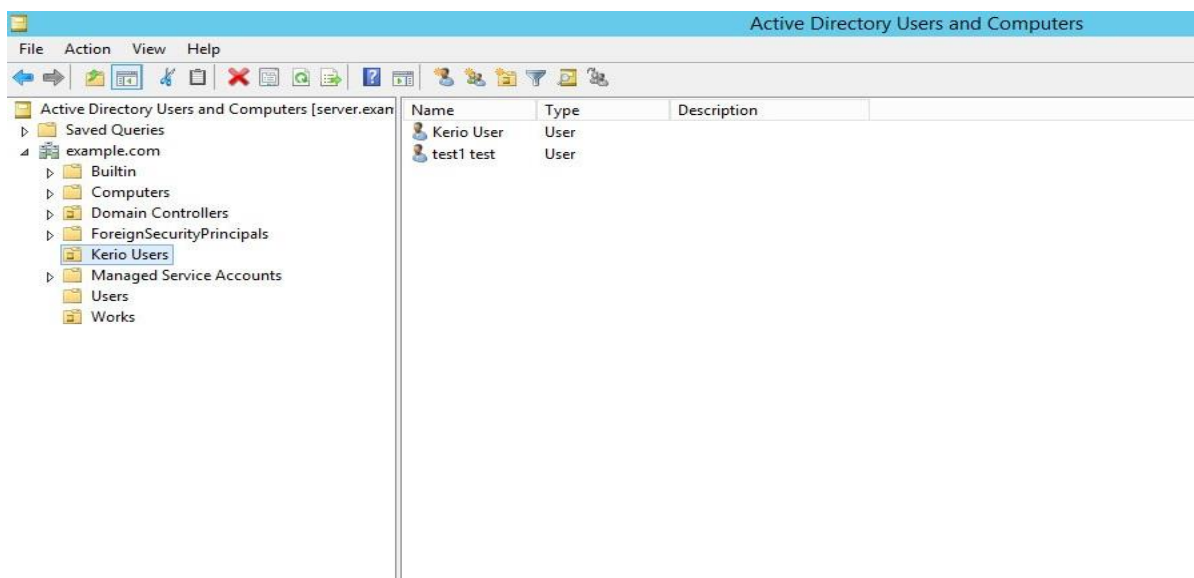 Active Directory Users and Computers
File Action View Help
Active Directory Users and Computers [server.exan
Name Type Description
Saved Queries
Kerio User User
example.com
test1 test User
Builtin
Computers
Domain Controllers
ForeignSecurityPrincipals
Kerio Users
Managed Service Accounts
Users
Works